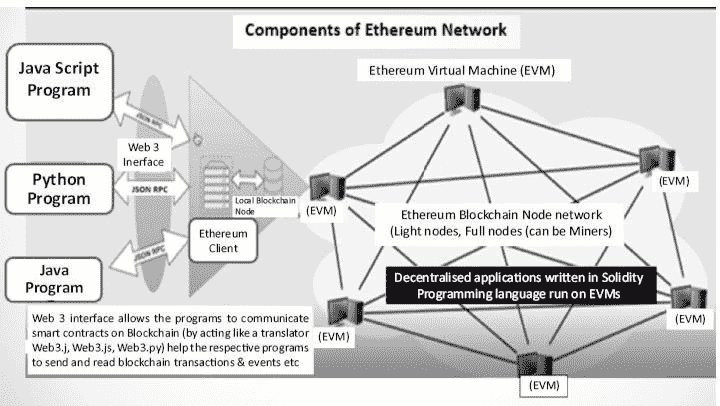 Components of Ethereum Network
Java Script
Program
Ethereum Virtual Machine (EVM)
JSON RPC
Web 3
Inerface
Python
Program
JSON RPC
Local Blockchain
Node
(EVM)
(EVM)
Ethereum Blockchain Node network
(Light nodes, Full nodes (can be Miners)
Ethereum
Client
JSON RPC
Java
Program
Decentralised applications written in Solidity
Programming language run on EVMs
(EVM)
(EVM)
Web 3 interface allows the programs to communicate
smart contracts on Blockchain (by acting like a translator
Web3.j, Web3.js, Web3.py) help the respective programs
to send and read blockchain transactions & events etc
(EVM)